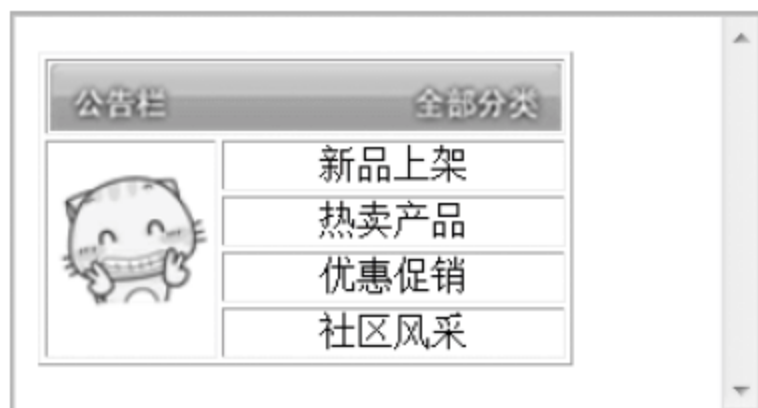 公告栏 全部分类
新品上架
热卖产品
优惠促销
社区风采